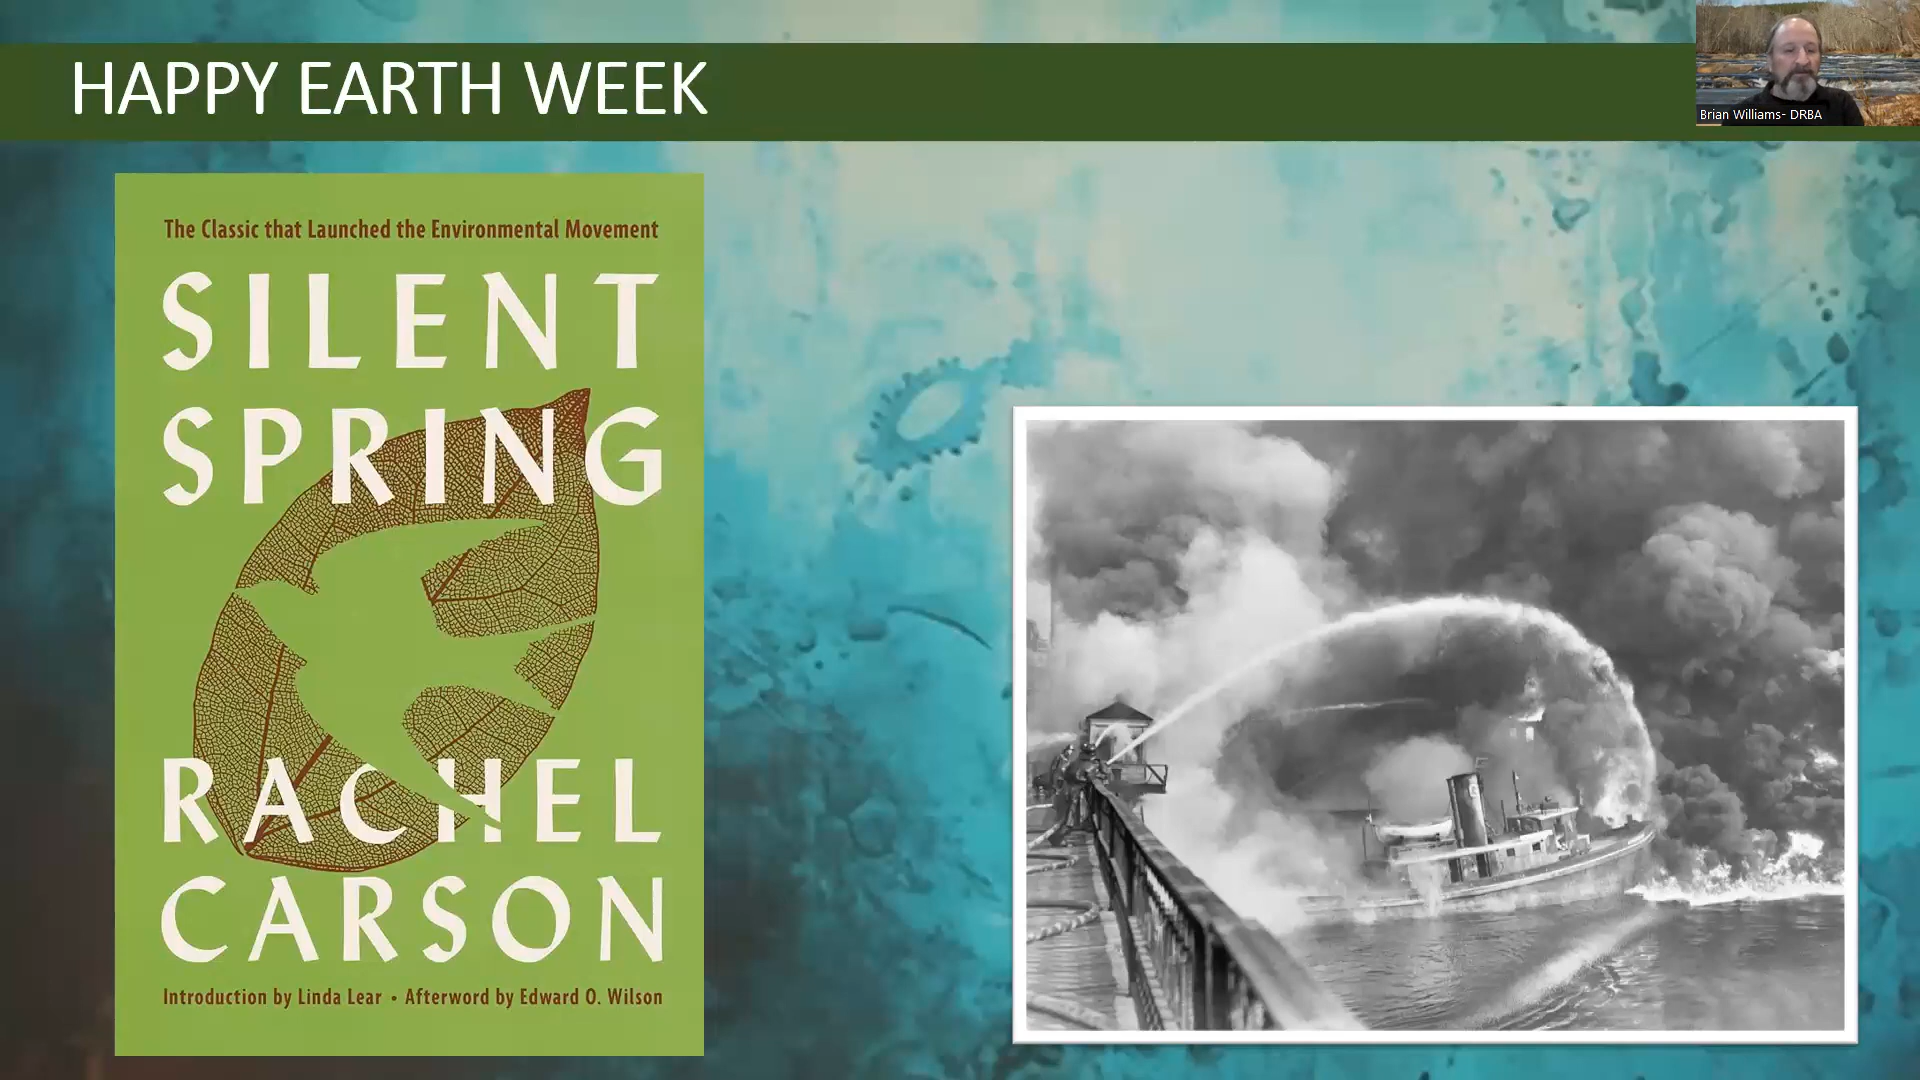 HAPPY EARTH WEEK
Brian Williams- DRBA
The Classic that Launched the Environmental Movement
SILENT
SPRING
RACHEL
CARSON
Introduction by Linda Lear • Afterword by Edward O. Wilson